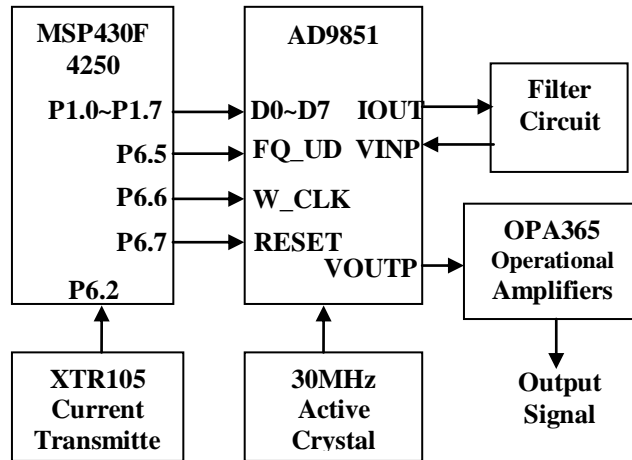 MSP430F
4250
P1.0~P1.7
P6.5
P6.6
P6.7
P6.2
AD9851
D0~D7 IOUT
FQ_UD VINP
W_CLK
RESET
VOUTP
Filter
Circuit
OPA365
Operational
Amplifiers
Output
Signal
XTR105
Current
Transmitte
30MHz
Active
Crystal